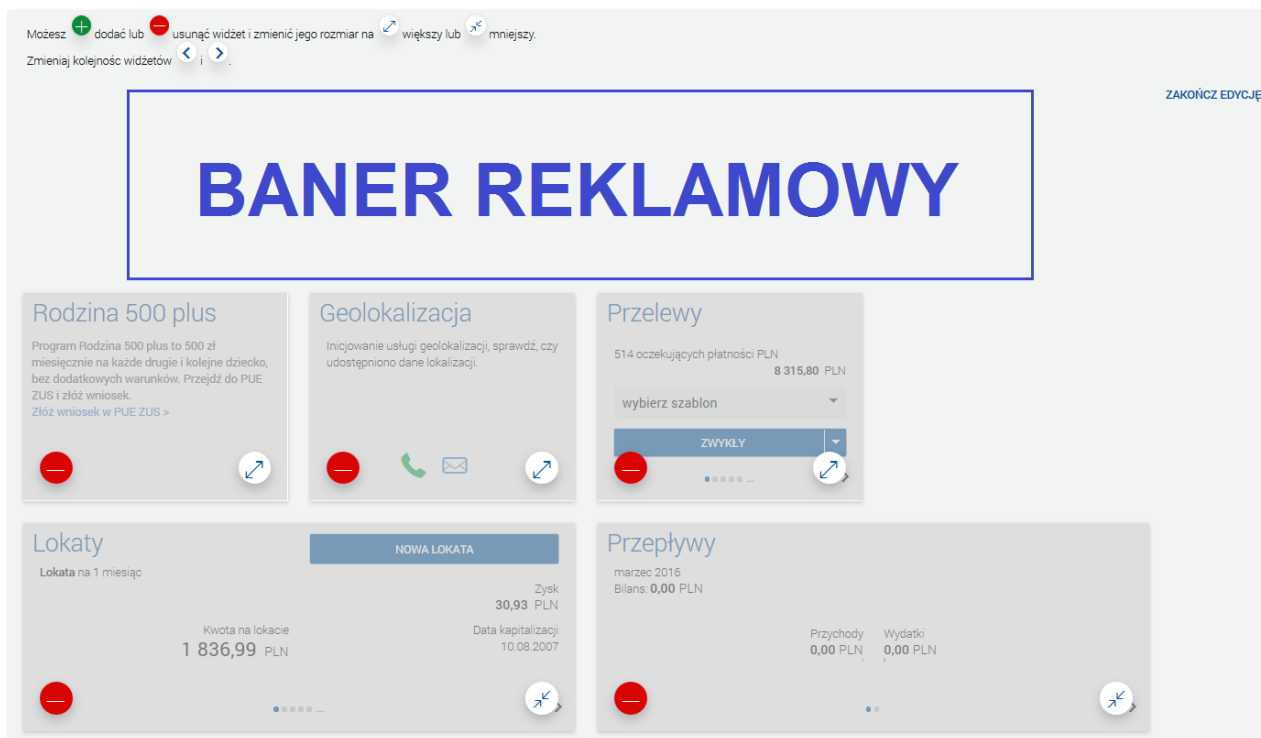 Możesz dodać lub usunąć widżet i zmienić jego rozmiar na większy lub mniejszy.
Zmieniaj kolejnośc widżetów i .
ZAKOŃCZ EDYCJĘ
BANER REKLAMOWY
Rodzina 500 plus
Program Rodzina 500 plus to 500 zł
miesięcznie na każde drugie i kolejne dziecko,
bez dodatkowych warunków. Przejdź do PUE
ZUS i złóż wniosek.
Złóż wniosek w PUE ZUS >
Geolokalizacja
Inicjowanie usługi geolokalizacji, sprawdź, czy
udostępniono dane lokalizacji.
Przelewy
514 oczekujących płatności PLN
8 315,80 PLN
wybierz szablon
ZWYKŁY
...
Lokaty
NOWA LOKATA
Lokata na 1 miesiąc
Zysk
30,93 PLN
Kwota na lokacie
1 836,99 PLN
Data kapitalizacji
10.08.2007
...
Przepływy
marzec 2016
Bilans: 0,00 PLN
Przychody
0,00 PLN
Wydatki
0,00 PLN